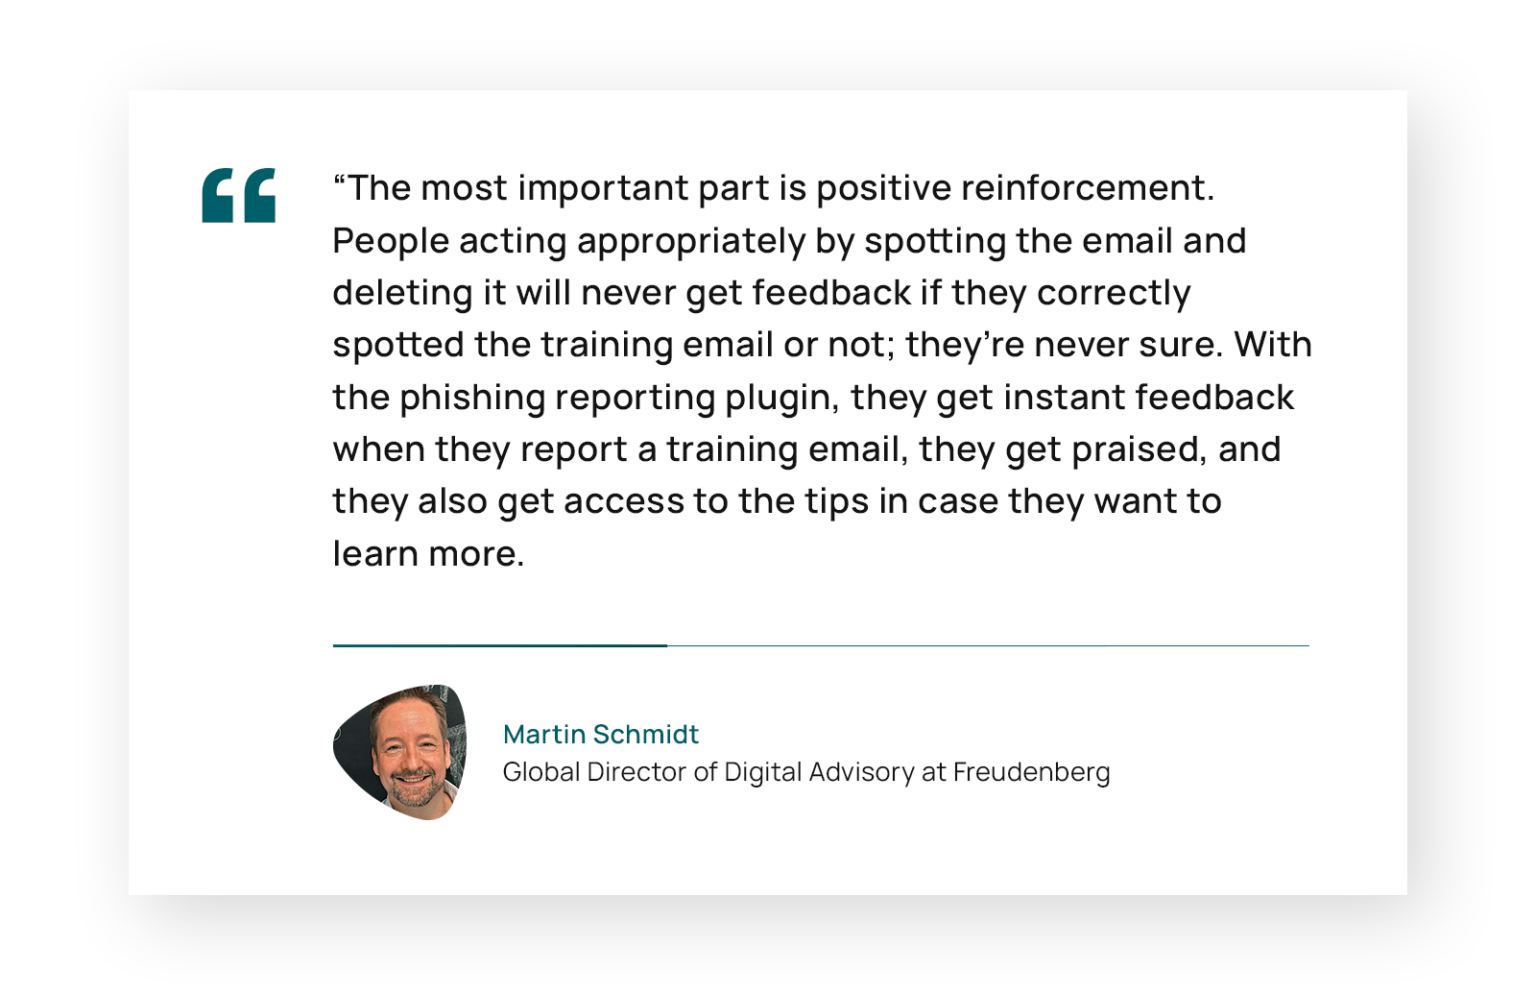 “The most important part is positive reinforcement.
People acting appropriately by spotting the email and
deleting it will never get feedback if they correctly
spotted the training email or not; they’re never sure. With
the phishing reporting plugin, they get instant feedback
when they report a training email, they get praised, and
they also get access to the tips in case they want to
learn more.
Martin Schmidt
Global Director of Digital Advisory at Freudenberg